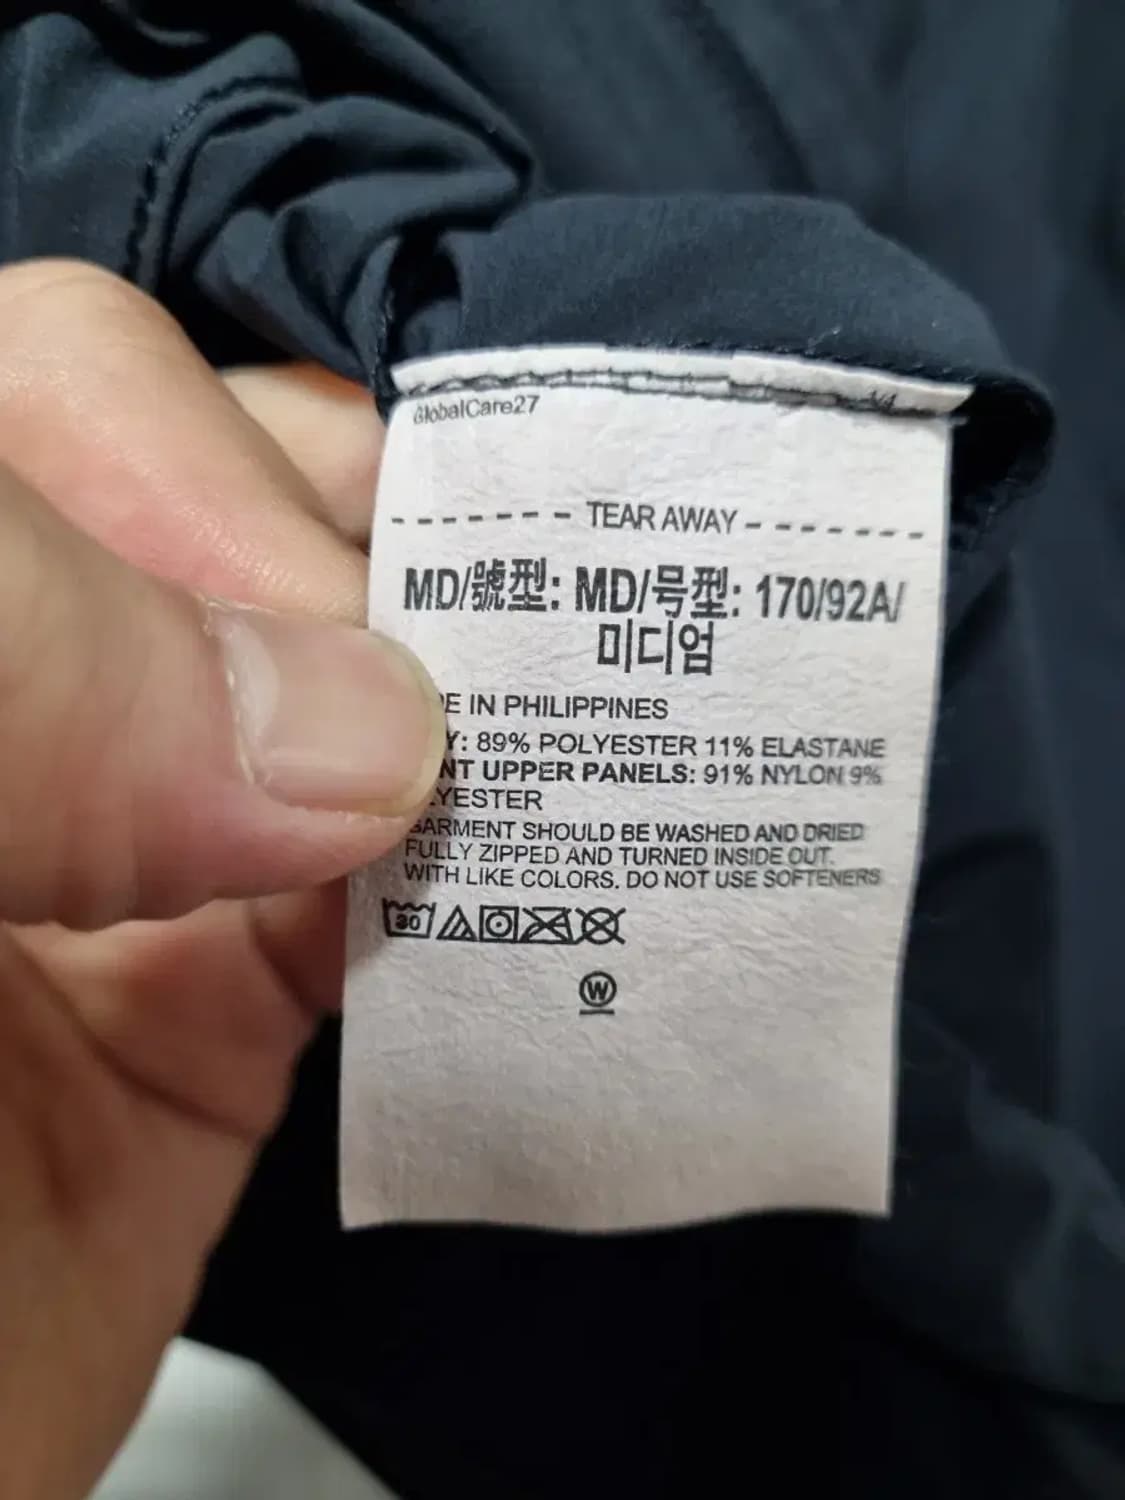 GlobalCare27
TEAR AWAY
MD/號型: MD/号型: 170/92A/
미디엄
IN PHILIPPINES
89% POLYESTER 11% ELASTANE
UPPER PANELS: 91% NYLON 9%
GARMENT SHOULD BE WASHED AND DRIED
FULLY ZIPPED AND TURNED INSIDE OUT.
WITH LIKE COLORS. DO NOT USE SOFTENERS
30
W